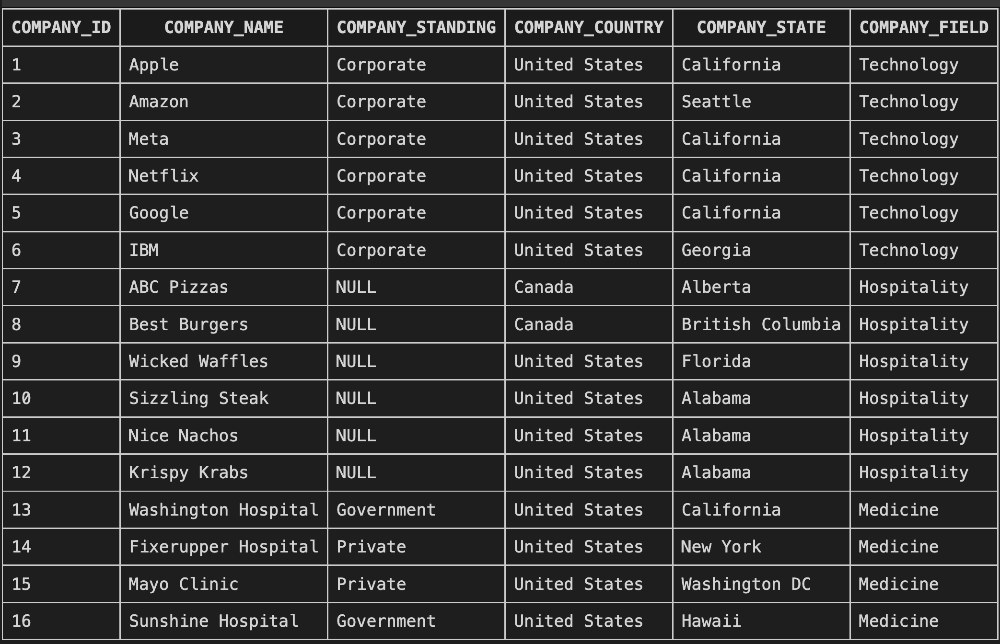 COMPANY_ID COMPANY_NAME COMPANY_STANDING COMPANY_COUNTRY COMPANY_STATE COMPANY_FIELD
1 Apple Corporate United States California Technology
2 Amazon Corporate United States Seattle Technology
3 Meta Corporate United States California Technology
4 Netflix Corporate United States California Technology
5 Google Corporate United States California Technology
6 IBM Corporate United States Georgia Technology
7 ABC Pizzas NULL Canada Alberta Hospitality
8 Best Burgers NULL Canada British Columbia Hospitality
9 Wicked Waffles NULL United States Florida Hospitality
10 Sizzling Steak NULL United States Alabama Hospitality
11 Nice Nachos NULL United States Alabama Hospitality
12 Krispy Krabs NULL United States Alabama Hospitality
13 Washington Hospital Government United States California Medicine
14 Fixerupper Hospital Private United States New York Medicine
15 Mayo Clinic Private United States Washington DC Medicine
16 Sunshine Hospital Government United States Hawaii Medicine